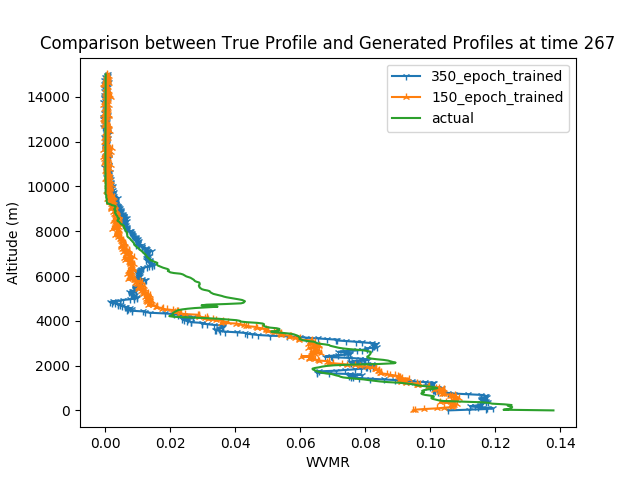 Comparison between True Profile and Generated Profiles at time 267
350_epoch_trained
150_epoch_trained
actual
14000
12000
10000
8000
6000
4000
2000
0
Altitude (m)
0.00 0.02 0.04 0.06 0.08 0.10 0.12 0.14
WVMR